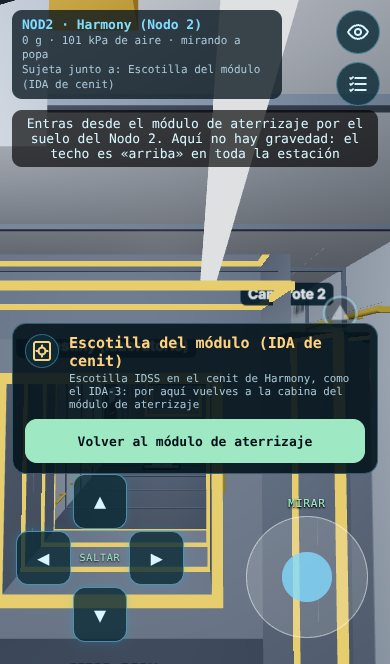 NOD2 · Harmony (Nodo 2)
0 g · 101 kPa de aire · mirando a
popa
Sujeta junto a: Escotilla del módulo
(IDA de cenit)
Entras desde el módulo de aterrizaje por el
suelo del Nodo 2. Aquí no hay gravedad: el
techo es «arriba» en toda la estación
ote 2
Escotilla del módulo (IDA de
cenit)
Escotilla IDSS en el cenit de Harmony, como
el IDA-3: por aquí vuelves a la cabina del
módulo de aterrizaje
Volver al módulo de aterrizaje
MIRAR
SALTAR